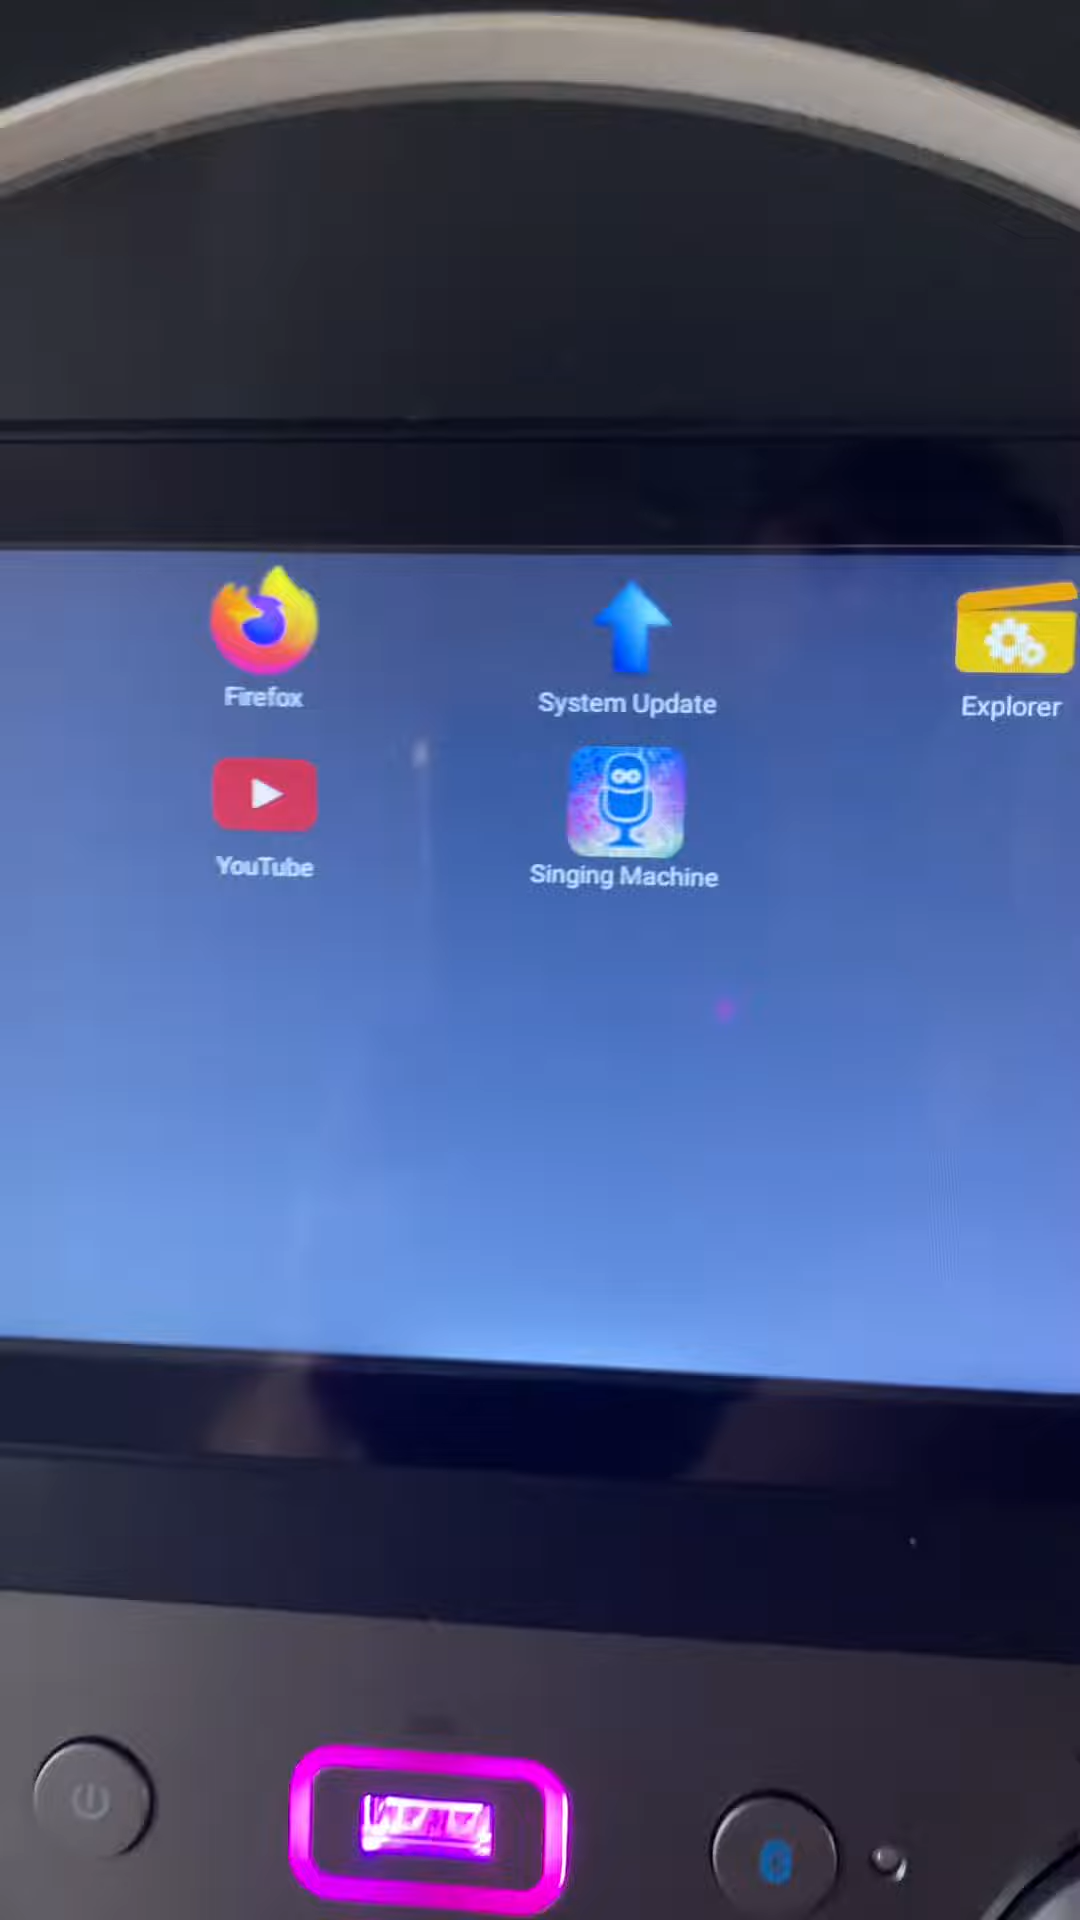 Firefox
System Update
Explorer
YouTube
Singing Machine